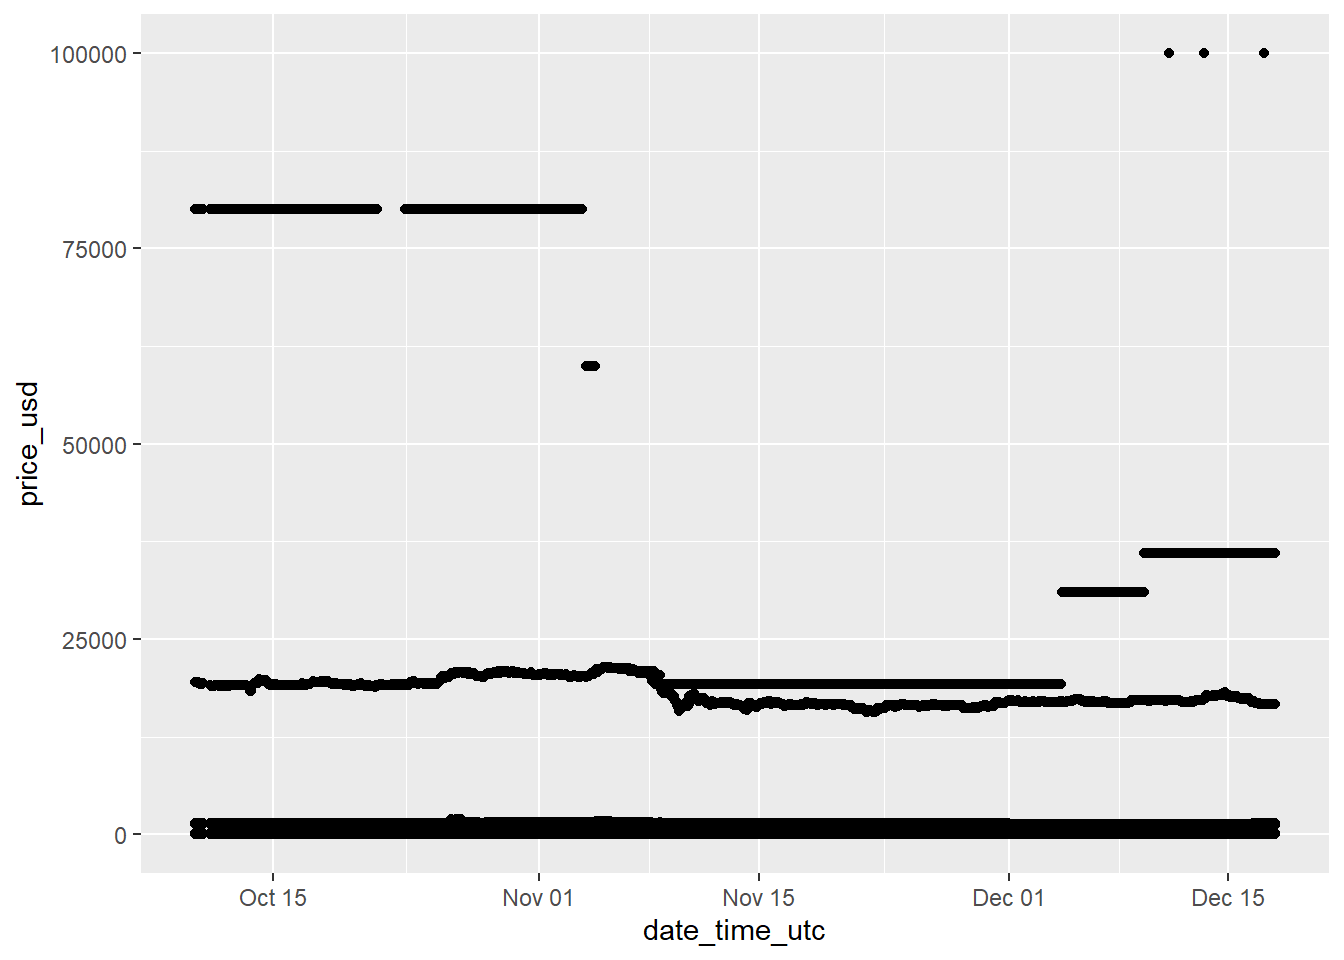 100000
75000
50000
25000
0
price_usd
Oct 15
Nov 01
Nov 15
Dec 01
Dec 15
date_time_utc